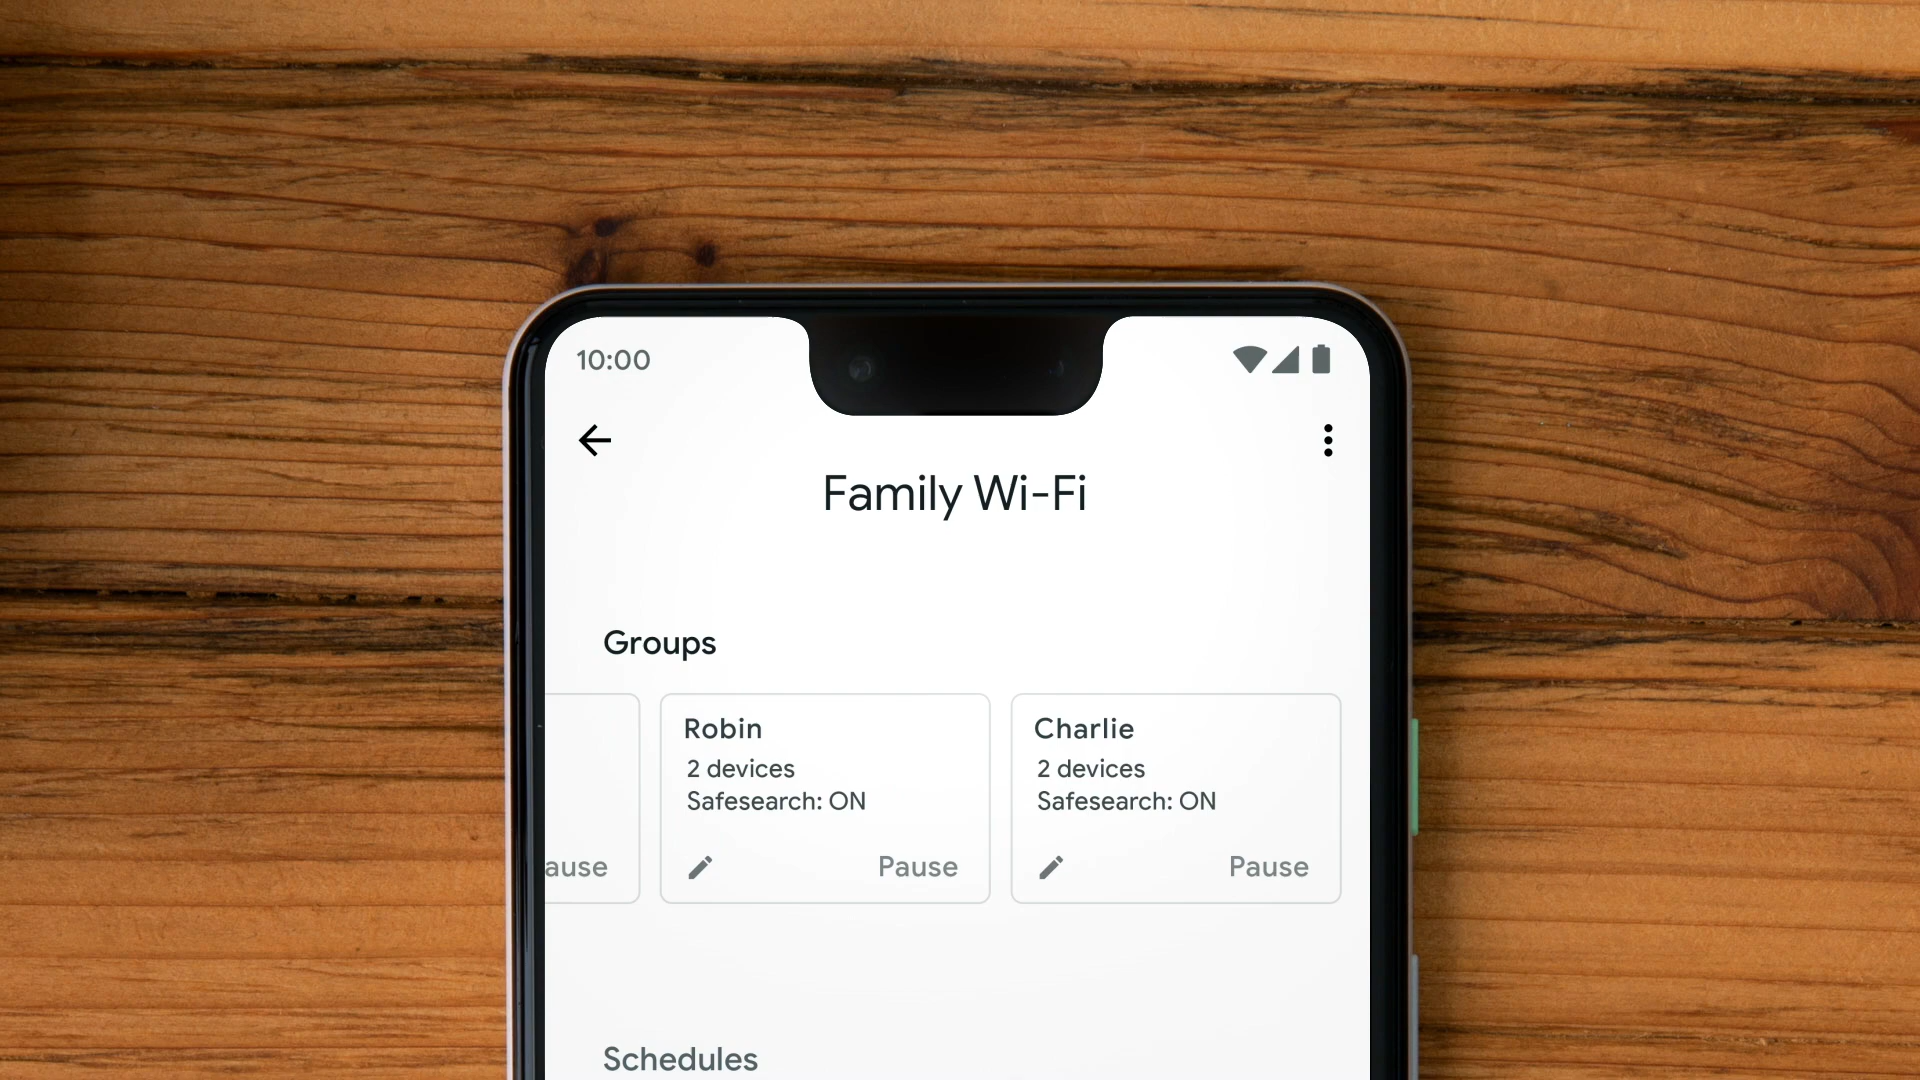 10:00
Family Wi-Fi
Groups
Robin
2 devices
Safesearch: ON
Pause
Charlie
2 devices
Safesearch: ON
Pause
ause
Schedules